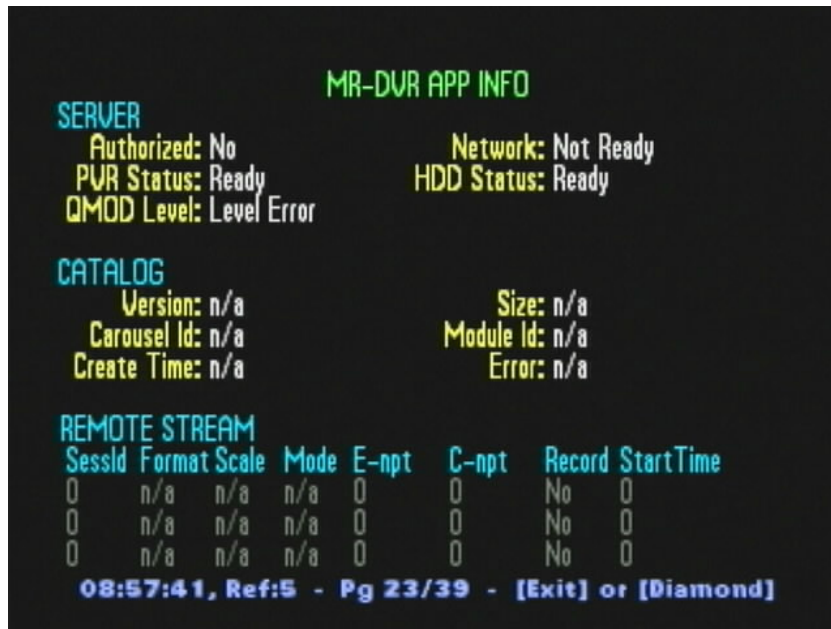 MR-DVR APP INFO
SERVER
Authorized: No Network: Not Ready
PVR Status: Ready HDD Status: Ready
QMOD Level: Level Error
CATALOG
Version: n/a Size: n/a
Carousel Id: n/a Module Id: n/a
Create Time: n/a Error: n/a
REMOTE STREAM
SessId Format Scale Mode E-npt C-npt Record StartTime
0 n/a n/a n/a 0 0 No 0
0 n/a n/a n/a 0 0 No 0
0 n/a n/a n/a 0 0 No 0
08:57:41, Ref:5 - Pg 23/39 - [Exit] or [Diamond]